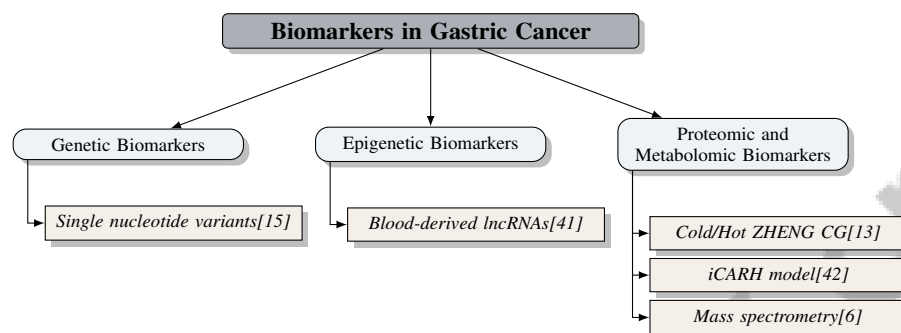 Biomarkers in Gastric Cancer
Genetic Biomarkers
Epigenetic Biomarkers
Proteomic and
Metabolomic Biomarkers
Single nucleotide variants[15]
Blood-derived lncRNAs[41]
Cold/Hot ZHENG CG[13]
iCARH model[42]
Mass spectrometry[6]